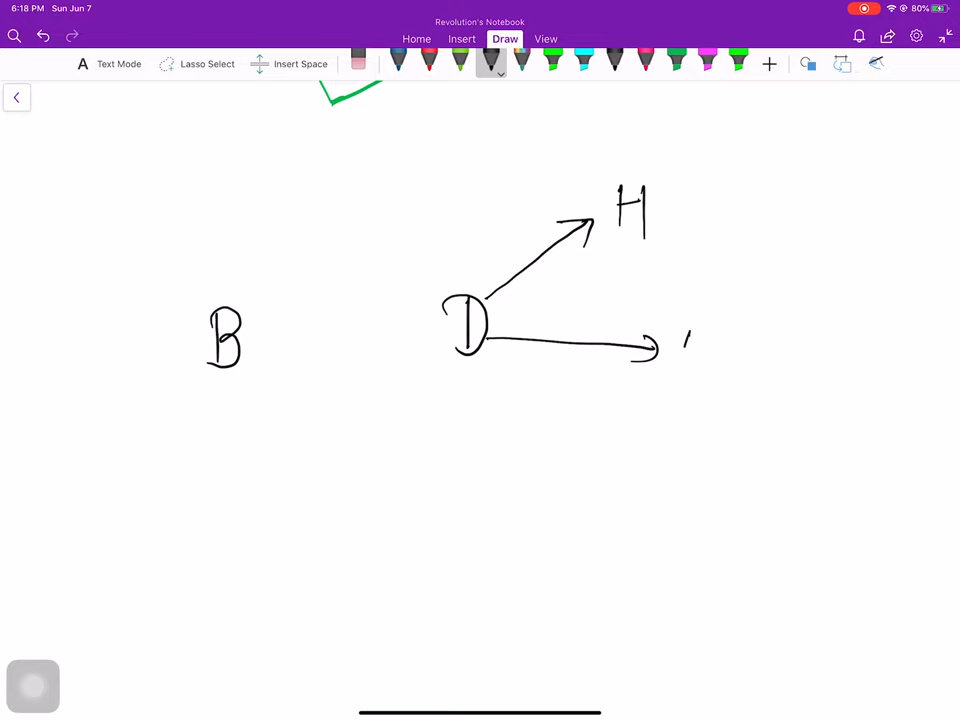 6:18 PM Sun Jun 7
80%
Revolution's Notebook
Home Insert Draw View
A Text Mode Lasso Select Insert Space
H
B D